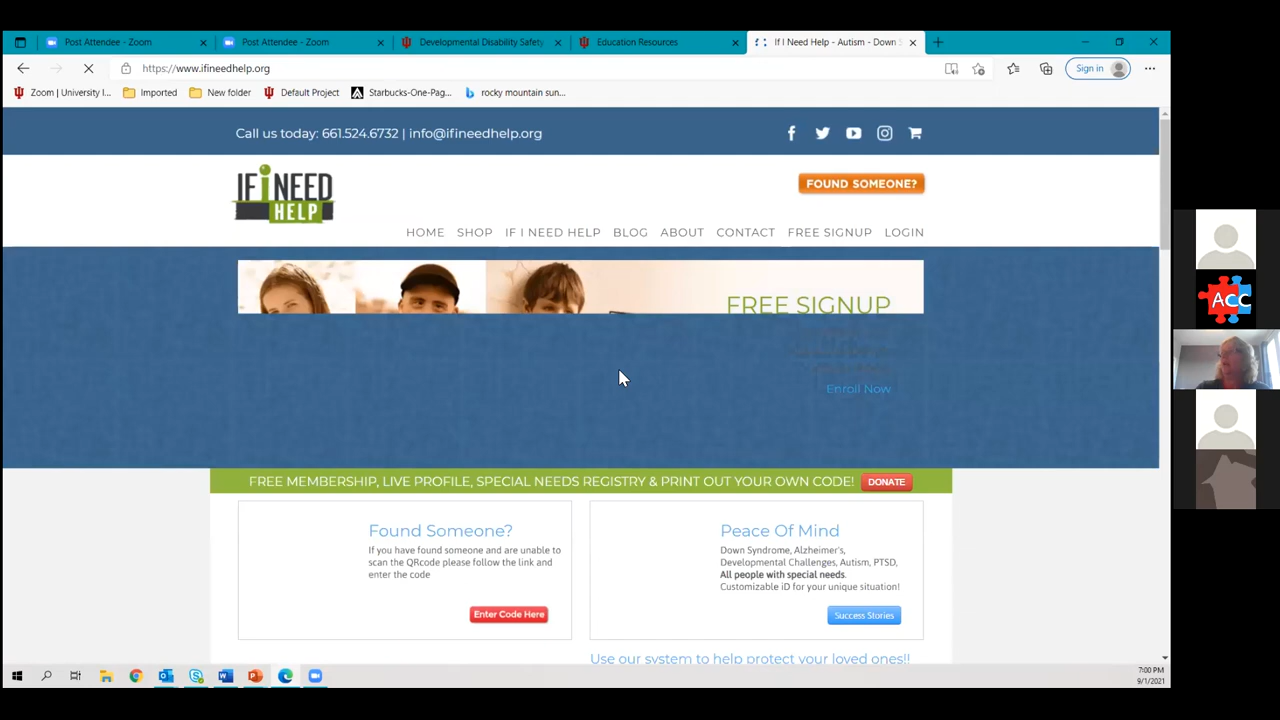 Post Attendee - Zoom
Post Attendee - Zoom
Developmental Disability Safety
Education Resources
If I Need Help - Autism - Down
https://www.ifineedhelp.org
Sign in
Zoom | University I...
Imported
New folder
Default Project
Starbucks-One-Pag...
rocky mountain sun...
Call us today: 661.524.6732 | info@ifineedhelp.org
IF i NEED
HELP
FOUND SOMEONE?
HOME SHOP IF I NEED HELP BLOG ABOUT CONTACT FREE SIGNUP LOGIN
FREE SIGNUP
Enroll Now
FREE MEMBERSHIP, LIVE PROFILE, SPECIAL NEEDS REGISTRY & PRINT OUT YOUR OWN CODE! DONATE
Found Someone?
If you have found someone and are unable to
scan the QRcode please follow the link and
enter the code
Enter Code Here
Peace Of Mind
Down Syndrome, Alzheimer's,
Developmental Challenges, Autism, PTSD,
All people with special needs.
Customizable iD for your unique situation!
Success Stories
Use our system to help protect your loved ones!!
ACC
7:00 PM
9/1/2021